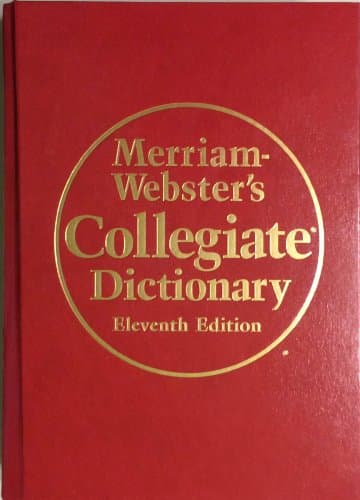 Merriam-
Webster's
Collegiate®
Dictionary
Eleventh Edition